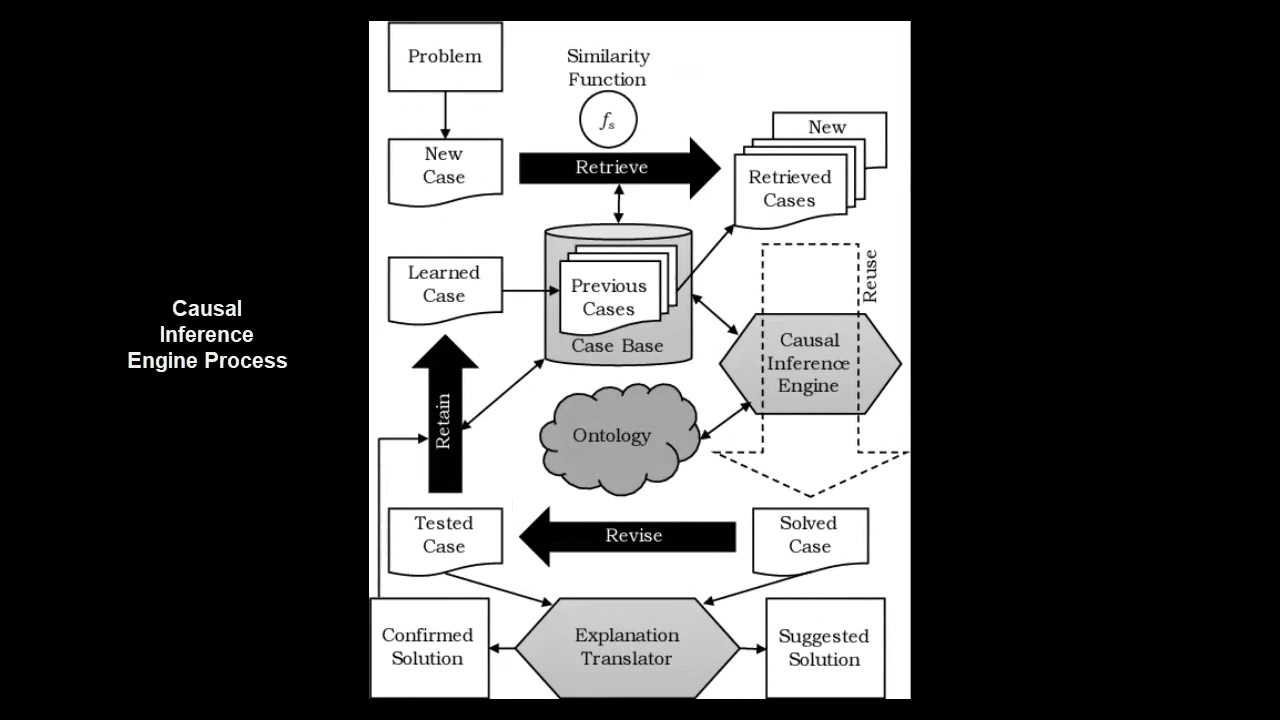 Causal
Inference
Engine Process
Problem
Similarity
Function
fs
New
Case
Retrieve
New
Retrieved
Cases
Learned
Case
Previous
Cases
Case Base
Reuse
Causal
Inference
Engine
Retain
Ontology
Tested
Case
Revise
Solved
Case
Confirmed
Solution
Explanation
Translator
Suggested
Solution